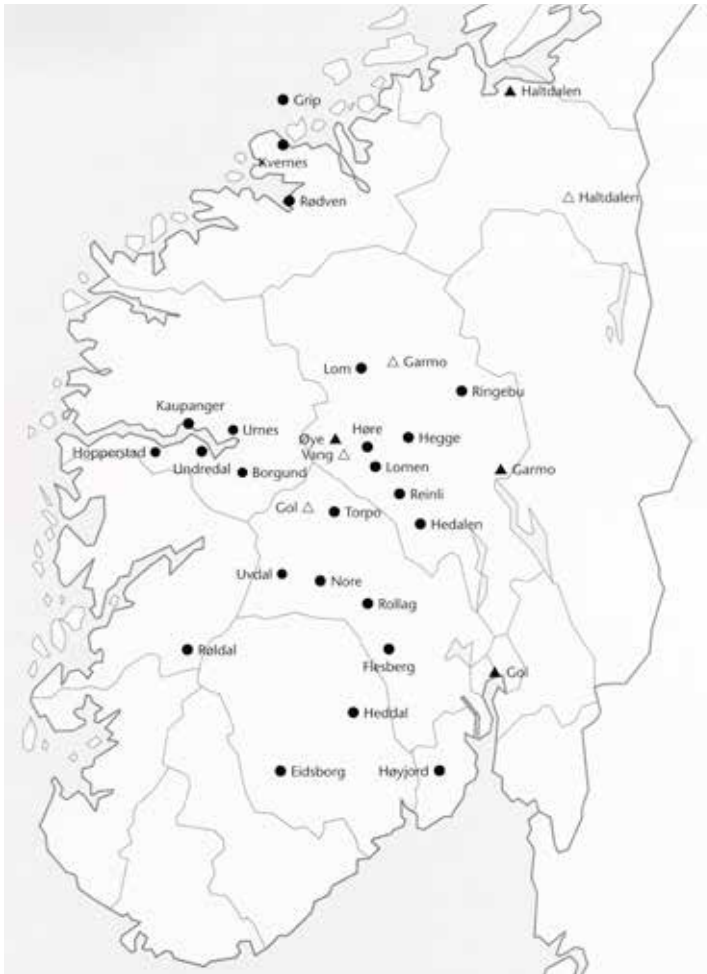 Haltdalen
Grip
Kvernes
Haltdalen
Rødven
Garmo
Lom
Ringebu
Kaupanger
Urnes
Høre
Hegge
Øye
Hopperstad
Undredal
Vang
Lomen
Garmo
Borgund
Reinli
Gol
Torpo
Hedalen
Uvdal
Nore
Rollag
Røldal
Flesberg
Gol
Heddal
Eidsborg
Høyjord